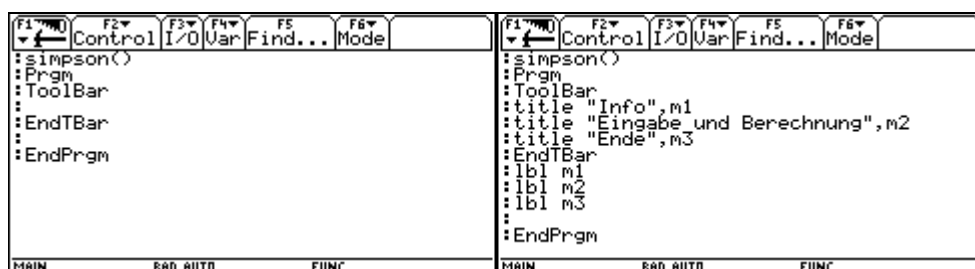 F1 F2 F3 F4 F5 F6
Control I/O Var Find... Mode
:simpson()
:Prgm
:ToolBar
:
:EndTBar
:
:EndPrgm
MAIN RAD AUTO FUNC
F1 F2 F3 F4 F5 F6
Control I/O Var Find... Mode
:simpson()
:Prgm
:ToolBar
:title "Info",m1
:title "Eingabe und Berechnung",m2
:title "Ende",m3
:EndTBar
:lbl m1
:lbl m2
:lbl m3
:
:EndPrgm
MAIN RAD AUTO FUNC